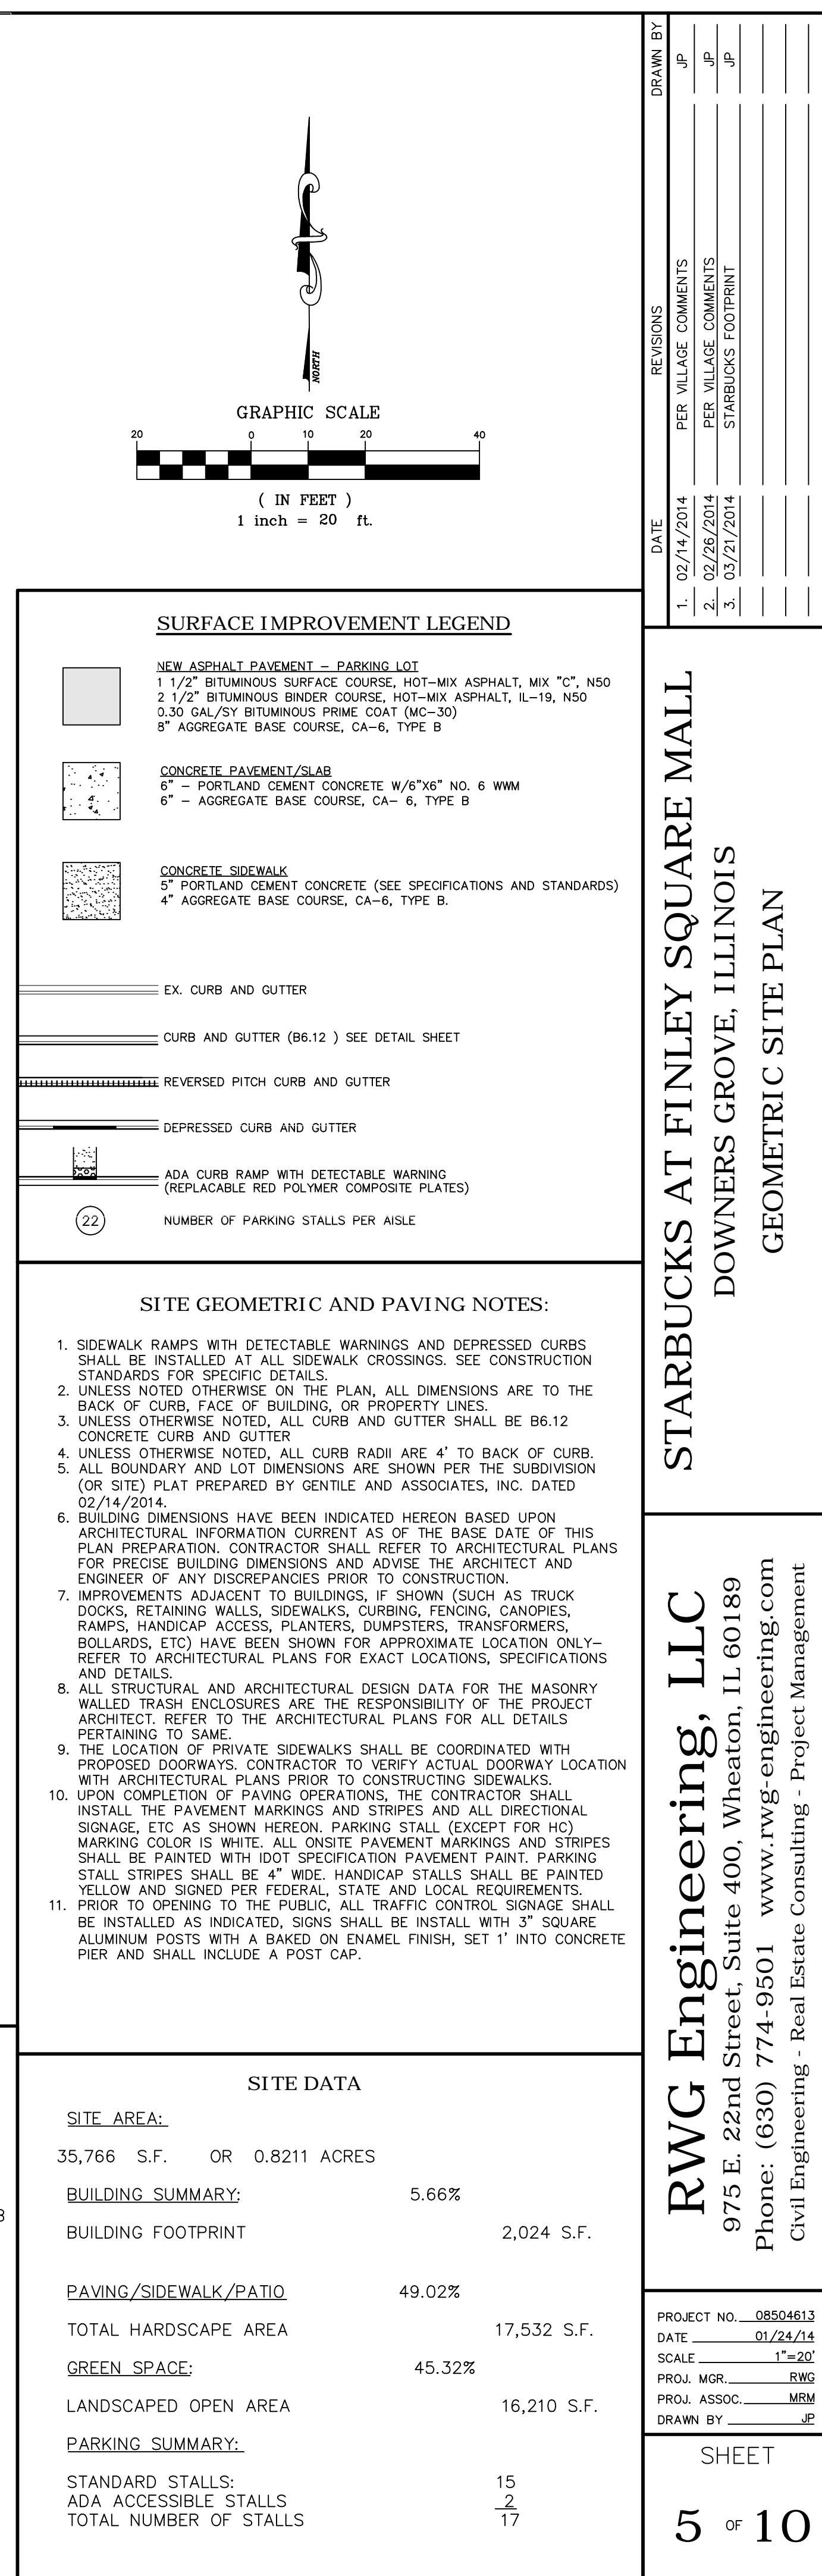 NORTH
GRAPHIC SCALE
20 0 10 20 40
( IN FEET )
1 inch = 20 ft.
SURFACE IMPROVEMENT LEGEND
NEW ASPHALT PAVEMENT – PARKING LOT
1 1/2" BITUMINOUS SURFACE COURSE, HOT–MIX ASPHALT, MIX "C", N50
2 1/2" BITUMINOUS BINDER COURSE, HOT–MIX ASPHALT, IL–19, N50
0.30 GAL/SY BITUMINOUS PRIME COAT (MC–30)
8" AGGREGATE BASE COURSE, CA–6, TYPE B
CONCRETE PAVEMENT/SLAB
6" – PORTLAND CEMENT CONCRETE W/6"X6" NO. 6 WWM
6" – AGGREGATE BASE COURSE, CA– 6, TYPE B
CONCRETE SIDEWALK
5" PORTLAND CEMENT CONCRETE (SEE SPECIFICATIONS AND STANDARDS)
4" AGGREGATE BASE COURSE, CA–6, TYPE B.
EX. CURB AND GUTTER
CURB AND GUTTER (B6.12 ) SEE DETAIL SHEET
REVERSED PITCH CURB AND GUTTER
DEPRESSED CURB AND GUTTER
ADA CURB RAMP WITH DETECTABLE WARNING
(REPLACABLE RED POLYMER COMPOSITE PLATES)
22 NUMBER OF PARKING STALLS PER AISLE
SITE GEOMETRIC AND PAVING NOTES:
1. SIDEWALK RAMPS WITH DETECTABLE WARNINGS AND DEPRESSED CURBS
SHALL BE INSTALLED AT ALL SIDEWALK CROSSINGS. SEE CONSTRUCTION
STANDARDS FOR SPECIFIC DETAILS.
2. UNLESS NOTED OTHERWISE ON THE PLAN, ALL DIMENSIONS ARE TO THE
BACK OF CURB, FACE OF BUILDING, OR PROPERTY LINES.
3. UNLESS OTHERWISE NOTED, ALL CURB AND GUTTER SHALL BE B6.12
CONCRETE CURB AND GUTTER
4. UNLESS OTHERWISE NOTED, ALL CURB RADII ARE 4' TO BACK OF CURB.
5. ALL BOUNDARY AND LOT DIMENSIONS ARE SHOWN PER THE SUBDIVISION
(OR SITE) PLAT PREPARED BY GENTILE AND ASSOCIATES, INC. DATED
02/14/2014.
6. BUILDING DIMENSIONS HAVE BEEN INDICATED HEREON BASED UPON
ARCHITECTURAL INFORMATION CURRENT AS OF THE BASE DATE OF THIS
PLAN PREPARATION. CONTRACTOR SHALL REFER TO ARCHITECTURAL PLANS
FOR PRECISE BUILDING DIMENSIONS AND ADVISE THE ARCHITECT AND
ENGINEER OF ANY DISCREPANCIES PRIOR TO CONSTRUCTION.
7. IMPROVEMENTS ADJACENT TO BUILDINGS, IF SHOWN (SUCH AS TRUCK
DOCKS, RETAINING WALLS, SIDEWALKS, CURBING, FENCING, CANOPIES,
RAMPS, HANDICAP ACCESS, PLANTERS, DUMPSTERS, TRANSFORMERS,
BOLLARDS, ETC) HAVE BEEN SHOWN FOR APPROXIMATE LOCATION ONLY–
REFER TO ARCHITECTURAL PLANS FOR EXACT LOCATIONS, SPECIFICATIONS
AND DETAILS.
8. ALL STRUCTURAL AND ARCHITECTURAL DESIGN DATA FOR THE MASONRY
WALLED TRASH ENCLOSURES ARE THE RESPONSIBILITY OF THE PROJECT
ARCHITECT. REFER TO THE ARCHITECTURAL PLANS FOR ALL DETAILS
PERTAINING TO SAME.
9. THE LOCATION OF PRIVATE SIDEWALKS SHALL BE COORDINATED WITH
PROPOSED DOORWAYS. CONTRACTOR TO VERIFY ACTUAL DOORWAY LOCATION
WITH ARCHITECTURAL PLANS PRIOR TO CONSTRUCTING SIDEWALKS.
10. UPON COMPLETION OF PAVING OPERATIONS, THE CONTRACTOR SHALL
INSTALL THE PAVEMENT MARKINGS AND STRIPES AND ALL DIRECTIONAL
SIGNAGE, ETC AS SHOWN HEREON. PARKING STALL (EXCEPT FOR HC)
MARKING COLOR IS WHITE. ALL ONSITE PAVEMENT MARKINGS AND STRIPES
SHALL BE PAINTED WITH IDOT SPECIFICATION PAVEMENT PAINT. PARKING
STALL STRIPES SHALL BE 4" WIDE. HANDICAP STALLS SHALL BE PAINTED
YELLOW AND SIGNED PER FEDERAL, STATE AND LOCAL REQUIREMENTS.
11. PRIOR TO OPENING TO THE PUBLIC, ALL TRAFFIC CONTROL SIGNAGE SHALL
BE INSTALLED AS INDICATED, SIGNS SHALL BE INSTALL WITH 3" SQUARE
ALUMINUM POSTS WITH A BAKED ON ENAMEL FINISH, SET 1' INTO CONCRETE
PIER AND SHALL INCLUDE A POST CAP.
SITE DATA
SITE AREA:
35,766 S.F. OR 0.8211 ACRES
BUILDING SUMMARY: 5.66%
BUILDING FOOTPRINT 2,024 S.F.
PAVING/SIDEWALK/PATIO 49.02%
TOTAL HARDSCAPE AREA 17,532 S.F.
GREEN SPACE: 45.32%
LANDSCAPED OPEN AREA 16,210 S.F.
PARKING SUMMARY:
STANDARD STALLS: 15
ADA ACCESSIBLE STALLS 2
TOTAL NUMBER OF STALLS 17
DATE REVISIONS DRAWN BY
1. 02/14/2014 PER VILLAGE COMMENTS JP
2. 02/26/2014 PER VILLAGE COMMENTS JP
3. 03/21/2014 STARBUCKS FOOTPRINT JP
STARBUCKS AT FINLEY SQUARE MALL
DOWNERS GROVE, ILLINOIS
GEOMETRIC SITE PLAN
RWG Engineering, LLC
975 E. 22nd Street, Suite 400, Wheaton, IL 60189
Phone: (630) 774-9501 www.rwg-engineering.com
Civil Engineering - Real Estate Consulting - Project Management
PROJECT NO. 08504613
DATE 01/24/14
SCALE 1"=20'
PROJ. MGR. RWG
PROJ. ASSOC. MRM
DRAWN BY JP
SHEET
5 OF 10